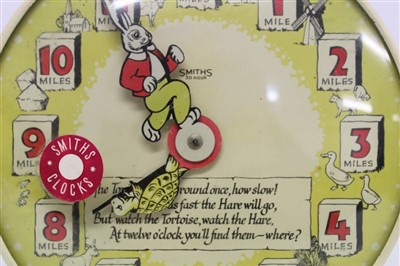 1
MILE
10
MILES
2
MILES
SMITHS
30 HOUR
9
MILES
3
MILES
SMITHS
CLOCKS
The round once, how slow!
as fast the Hare will go,
But watch the Tortoise, watch the Hare,
At twelve o'clock you'll find them—where?
8
MILES
4
MILES